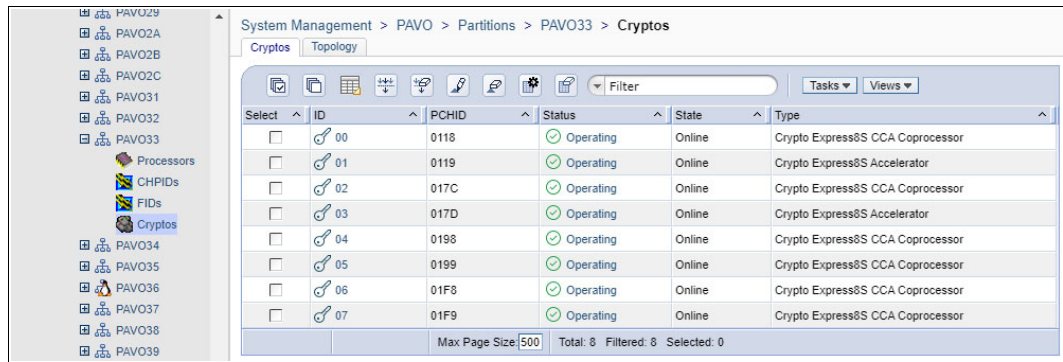 PAVO29
PAVO2A
PAVO2B
PAVO2C
PAVO31
PAVO32
PAVO33
Processors
CHPIDs
FIDs
Cryptos
PAVO34
PAVO35
PAVO36
PAVO37
PAVO38
PAVO39
System Management > PAVO > Partitions > PAVO33 > Cryptos
Cryptos Topology
Filter Tasks Views
Select ID PCHID Status State Type
00 0118 Operating Online Crypto Express8S CCA Coprocessor
01 0119 Operating Online Crypto Express8S Accelerator
02 017C Operating Online Crypto Express8S CCA Coprocessor
03 017D Operating Online Crypto Express8S Accelerator
04 0198 Operating Online Crypto Express8S CCA Coprocessor
05 0199 Operating Online Crypto Express8S CCA Coprocessor
06 01F8 Operating Online Crypto Express8S CCA Coprocessor
07 01F9 Operating Online Crypto Express8S CCA Coprocessor
Max Page Size: 500 Total: 8 Filtered: 8 Selected: 0